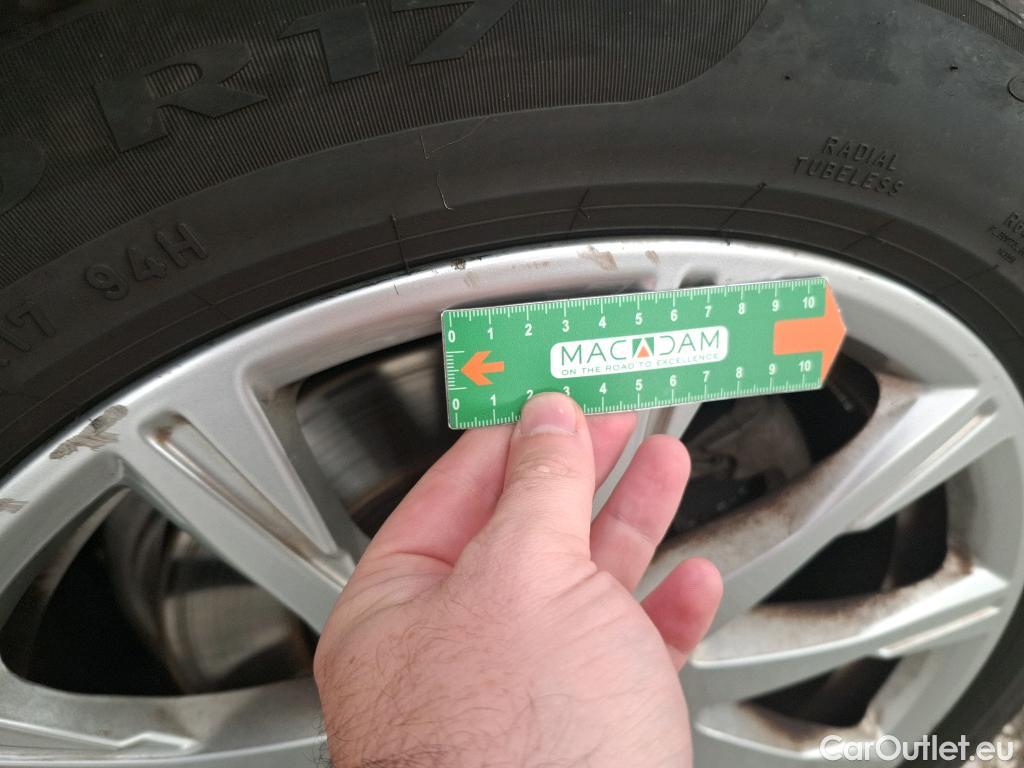 R17
94H
RADIAL
TUBELESS
R17
0 1 2 3 4 5 6 7 8 9 10
MACADAM
ON THE ROAD TO EXCELLENCE
0 1 2 3 4 5 6 7 8 9 10
CarOutlet.eu